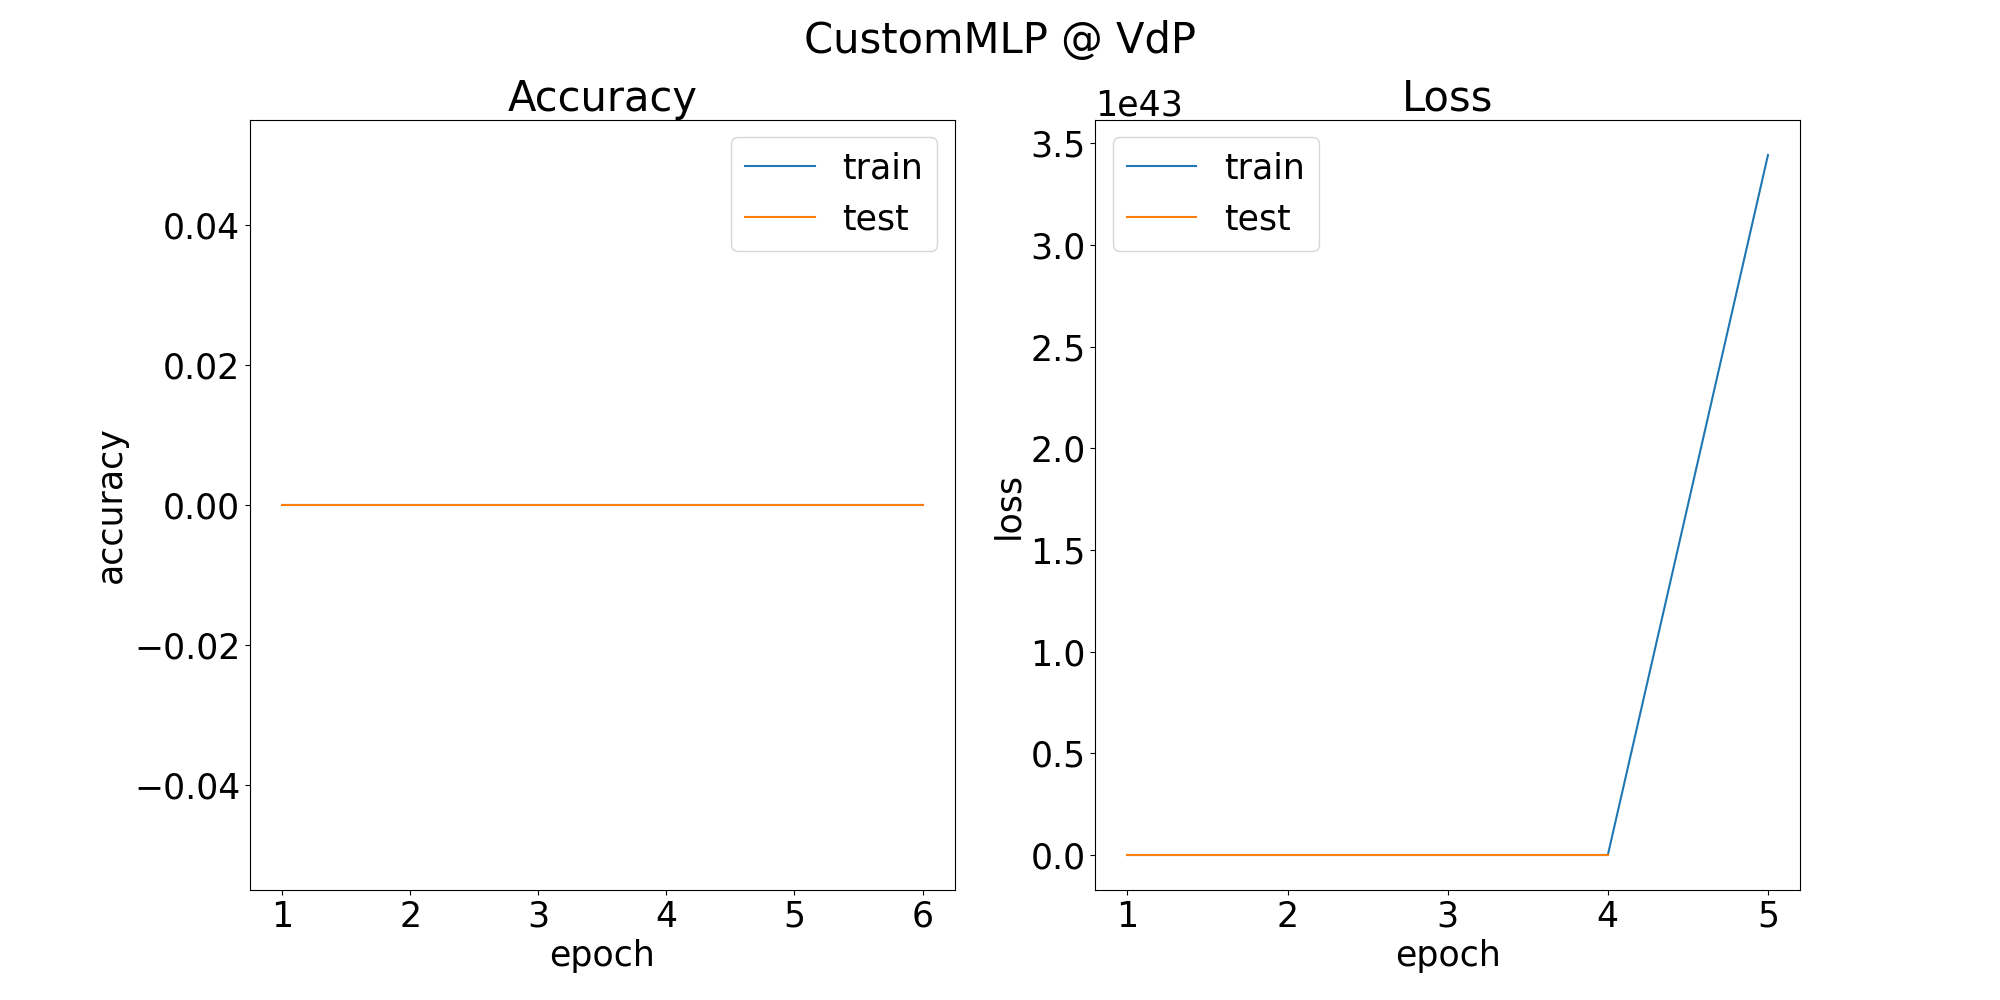 CustomMLP @ VdP
Accuracy
train
test
0.04
0.02
0.00
−0.02
−0.04
accuracy
1 2 3 4 5 6
epoch
Loss
1e43
train
test
3.5
3.0
2.5
2.0
1.5
1.0
0.5
0.0
loss
1 2 3 4 5
epoch